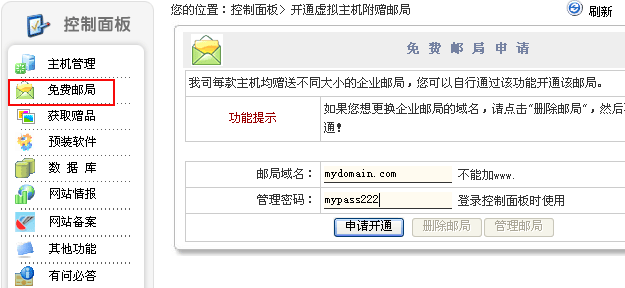 控制面板
主机管理
免费邮局
获取赠品
预装软件
数 据 库
网站情报
网站备案
其他功能
有问必答
您的位置：控制面板> 开通虚拟主机附赠邮局
刷新
免 费 邮 局 申 请
我司每款主机均赠送不同大小的企业邮局，您可以自行通过该功能开通该邮局。
功能提示
如果您想更换企业邮局的域名，请点击"删除邮局"，然后
通！
邮局域名： mydomain.com 不能加www.
管理密码： mypass222 登录控制面板时使用
申请开通 删除邮局 管理邮局